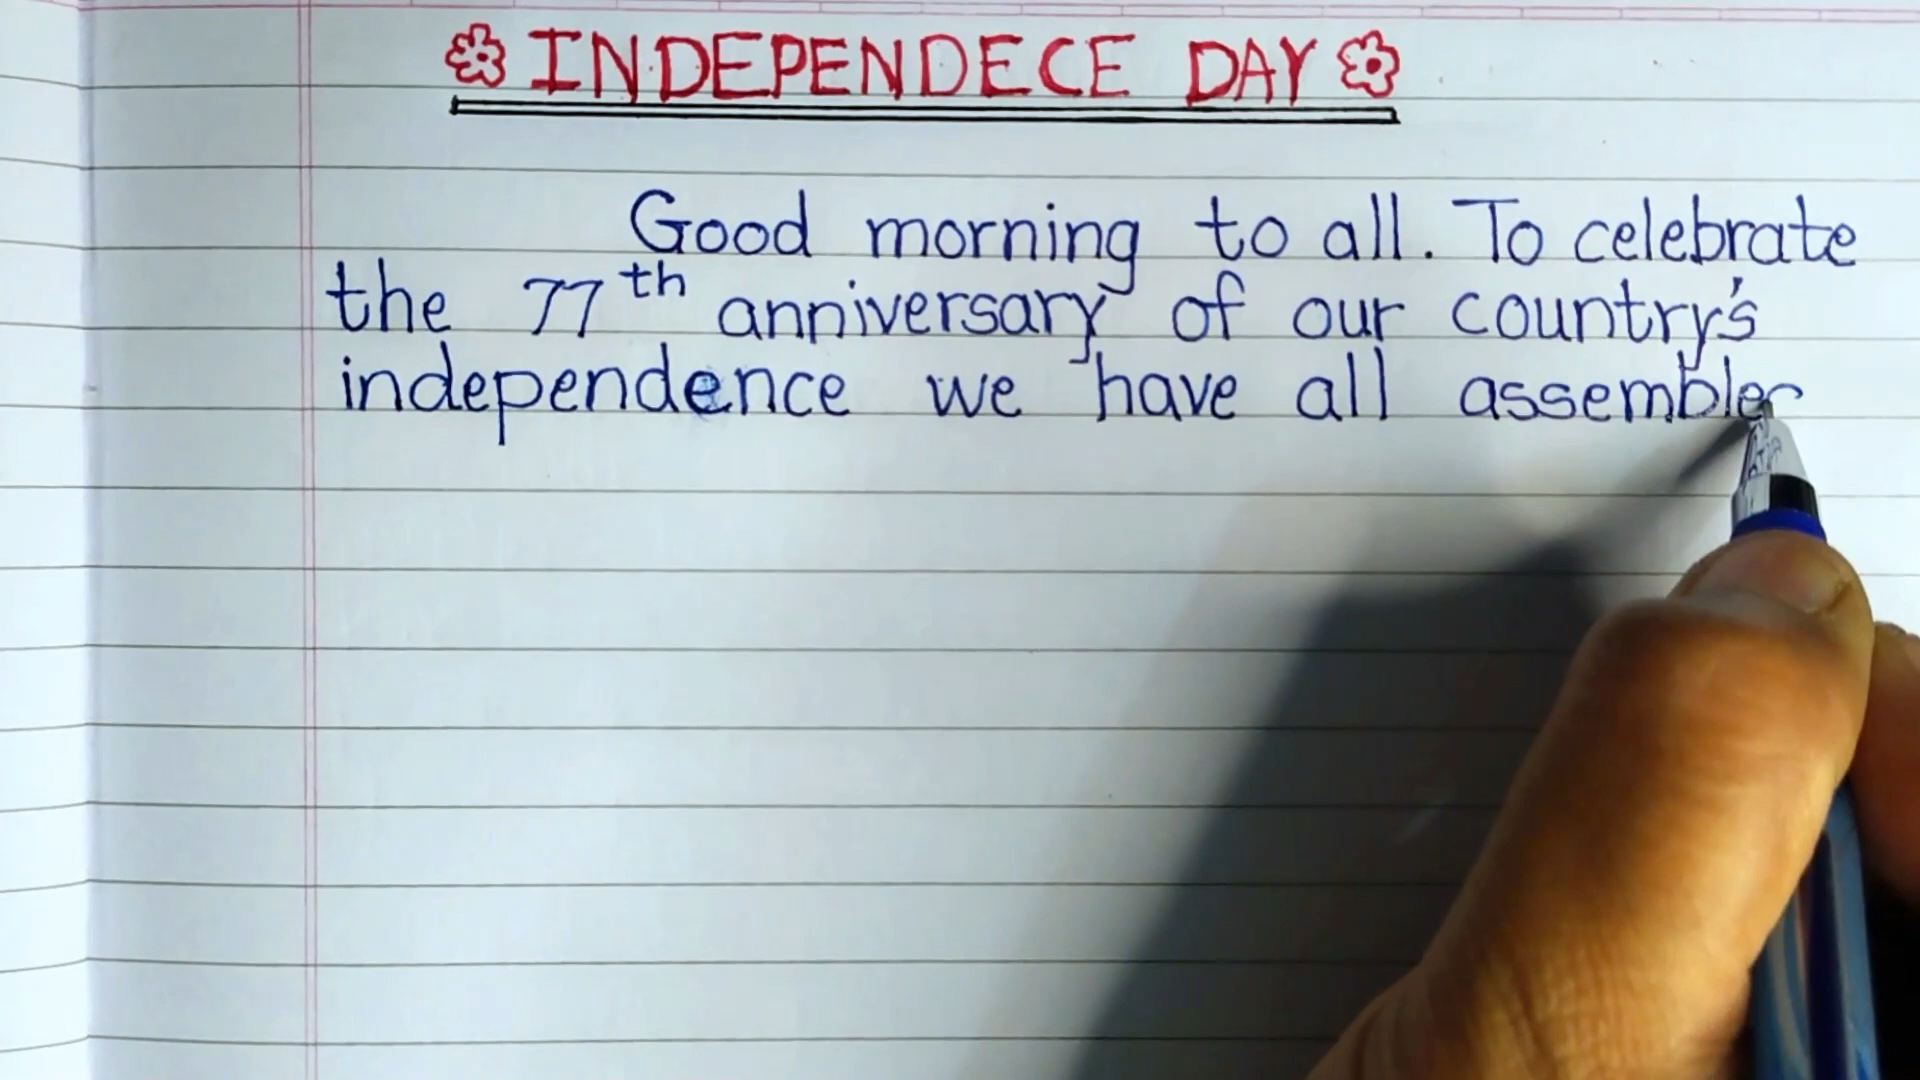 INDEPENDECE DAY
Good morning to all. To celebrate
the 77th anniversary of our country's
independence we have all